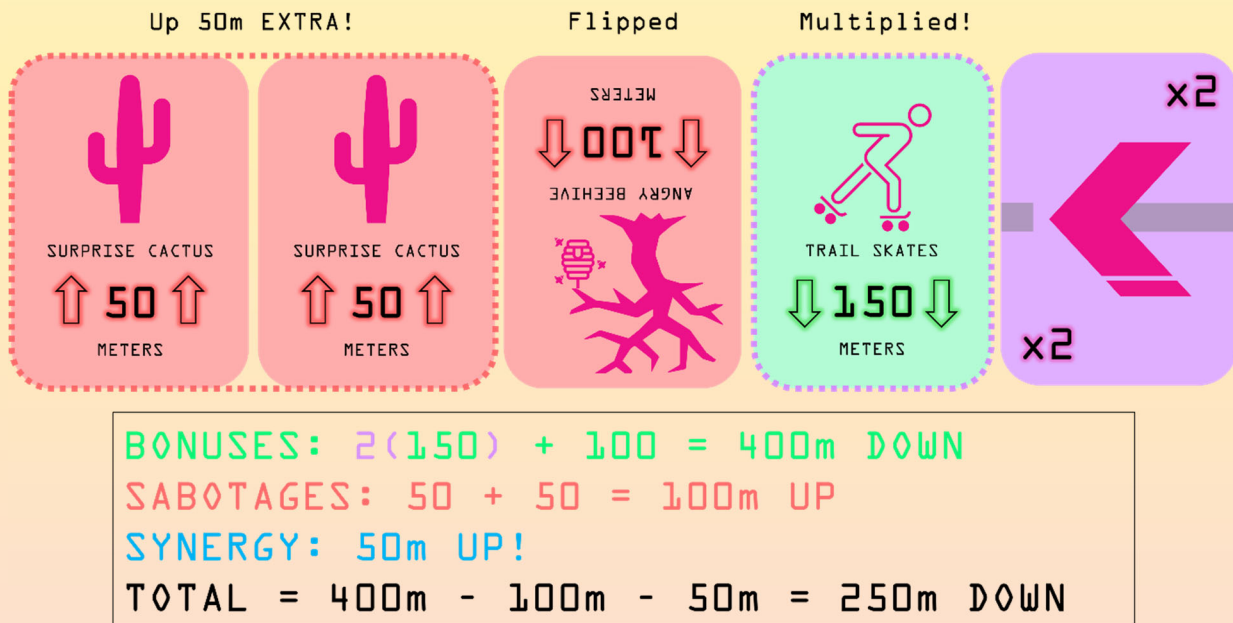 Up 50m EXTRA!
Flipped
Multiplied!
SURPRISE CACTUS
50
METERS
SURPRISE CACTUS
50
METERS
METERS
100
ANGRY BEEHIVE
TRAIL SKATES
150
METERS
x2
x2
BONUSES: 2(150) + 100 = 400m DOWN
SABOTAGES: 50 + 50 = 100m UP
SYNERGY: 50m UP!
TOTAL = 400m - 100m - 50m = 250m DOWN